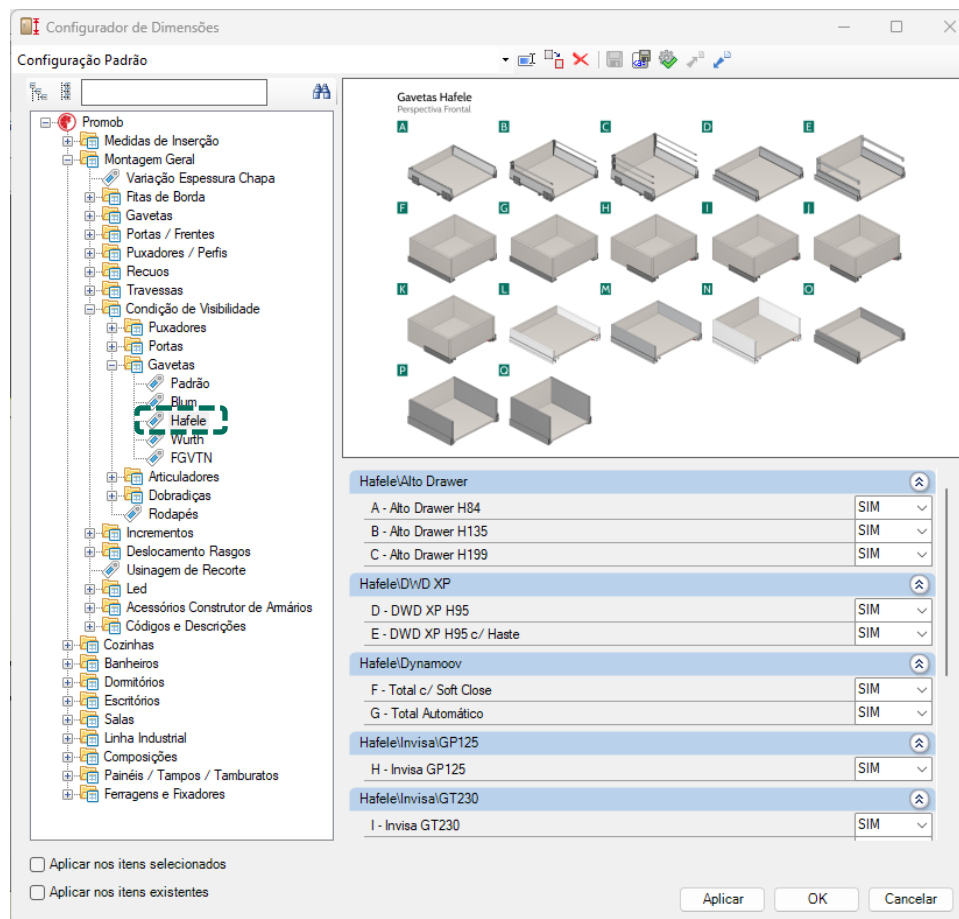 Configurador de Dimensões
Configuração Padrão
Promob
Medidas de Inserção
Montagem Geral
Variação Espessura Chapa
Fitas de Borda
Gavetas
Portas / Frentes
Puxadores / Perfis
Recuos
Travessas
Condição de Visibilidade
Puxadores
Portas
Gavetas
Padrão
Blum
Hafele
Wurth
FGVTN
Articuladores
Dobradiças
Rodapés
Incrementos
Deslocamento Rasgos
Usinagem de Recorte
Led
Acessórios Construtor de Armários
Códigos e Descrições
Cozinhas
Banheiros
Dormitórios
Escritórios
Salas
Linha Industrial
Composições
Painéis / Tampos / Tamburatos
Ferragens e Fixadores
Gavetas Hafele
Perspectiva Frontal
A B C D E
F G H I J
K L M N O
P Q
Hafele\Alto Drawer
A - Alto Drawer H84 SIM
B - Alto Drawer H135 SIM
C - Alto Drawer H199 SIM
Hafele\DWD XP
D - DWD XP H95 SIM
E - DWD XP H95 c/ Haste SIM
Hafele\Dynamoov
F - Total c/ Soft Close SIM
G - Total Automático SIM
Hafele\Invisa\GP125
H - Invisa GP125 SIM
Hafele\Invisa\GT230
I - Invisa GT230 SIM
Aplicar nos itens selecionados
Aplicar nos itens existentes
Aplicar OK Cancelar